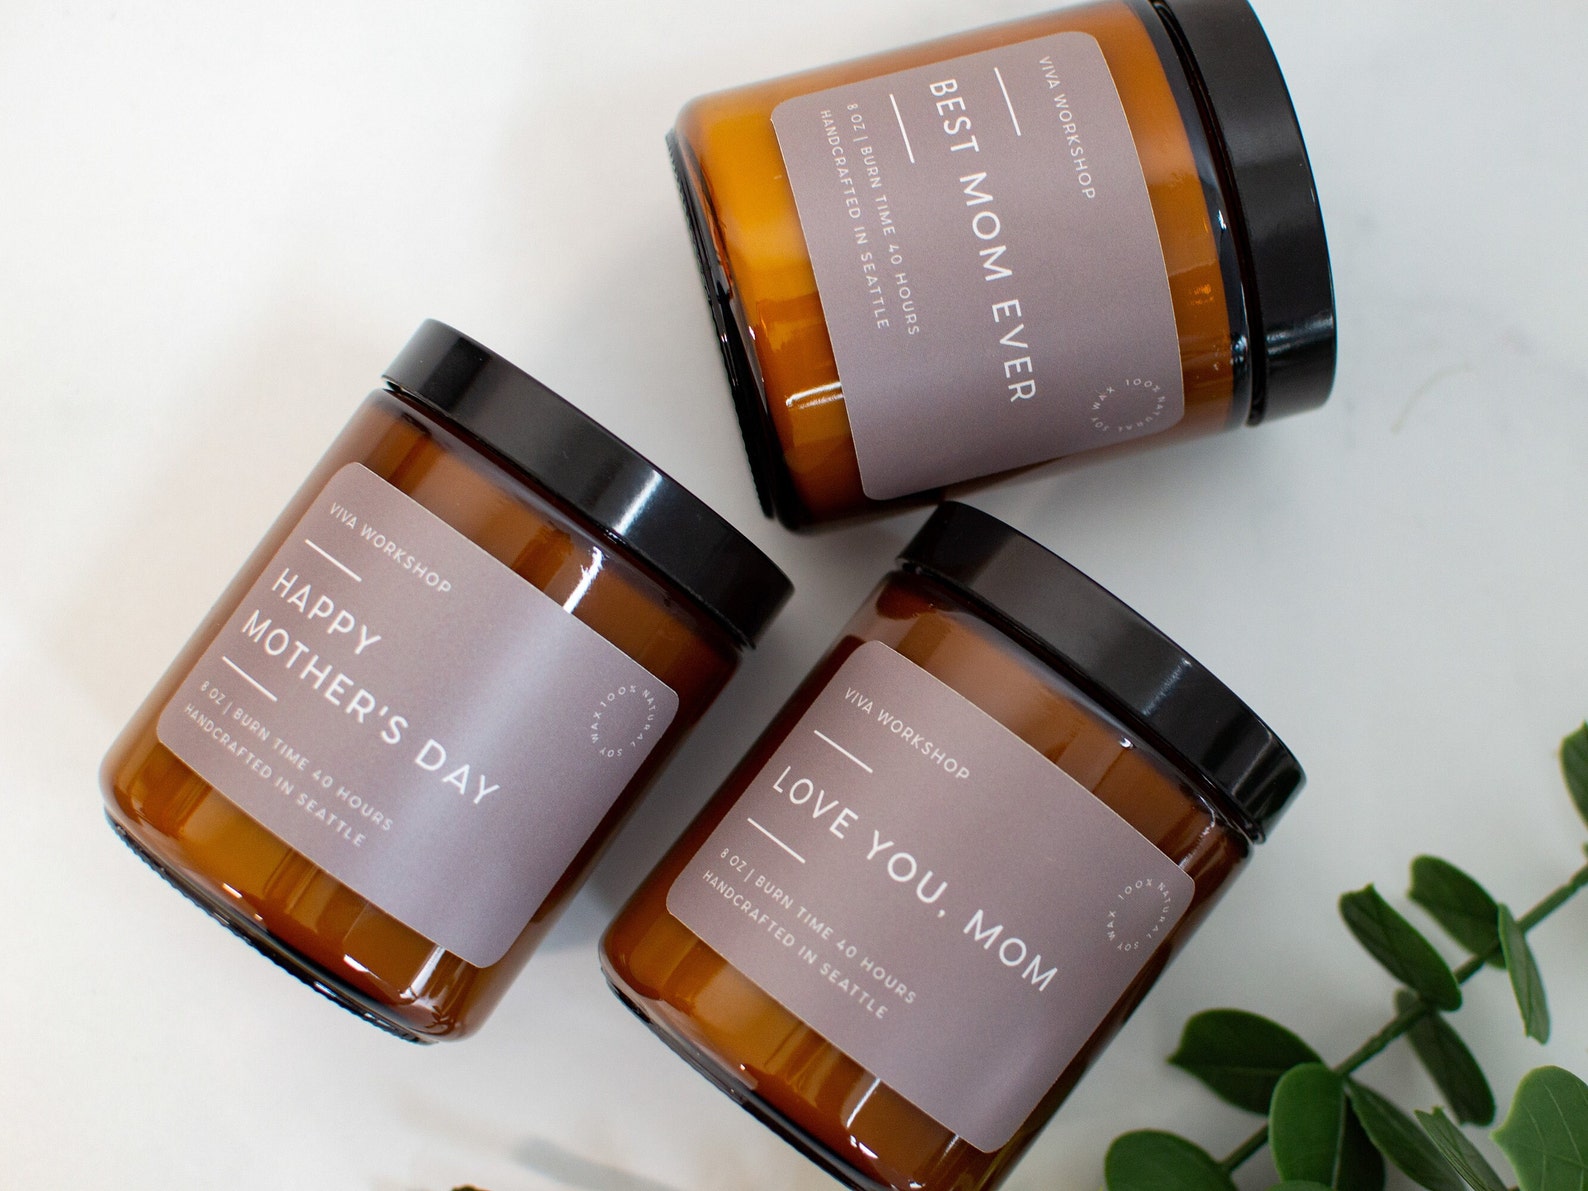 VIVA WORKSHOP
BEST MOM EVER
8 OZ | BURN TIME 40 HOURS
HANDCRAFTED IN SEATTLE
100% NATURAL SOY WAX
VIVA WORKSHOP
HAPPY
MOTHER'S DAY
8 OZ | BURN TIME 40 HOURS
HANDCRAFTED IN SEATTLE
100% NATURAL SOY WAX
VIVA WORKSHOP
LOVE YOU, MOM
8 OZ | BURN TIME 40 HOURS
HANDCRAFTED IN SEATTLE
100% NATURAL SOY WAX